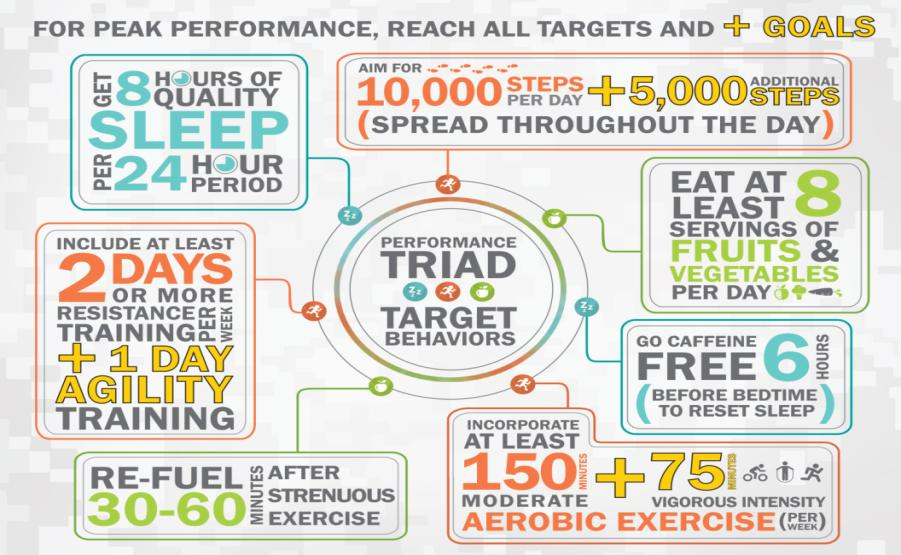 FOR PEAK PERFORMANCE, REACH ALL TARGETS AND + GOALS
GET 8 HOURS OF
QUALITY
SLEEP
PER 24 HOUR
PERIOD
AIM FOR
10,000 STEPS PER DAY + 5,000 ADDITIONAL STEPS
(SPREAD THROUGHOUT THE DAY)
EAT AT
LEAST 8
SERVINGS OF
FRUITS &
VEGETABLES
PER DAY
INCLUDE AT LEAST
2 DAYS
OR MORE
RESISTANCE
TRAINING PER WEEK
+ 1 DAY
AGILITY
TRAINING
PERFORMANCE
TRIAD
ZZZ
TARGET
BEHAVIORS
ZZZ
ZZZ
GO CAFFEINE
FREE 6 HOURS
(BEFORE BEDTIME
TO RESET SLEEP)
RE-FUEL
30-60 MINUTES
AFTER
STRENUOUS
EXERCISE
INCORPORATE
AT LEAST
150 MINUTES + 75 MINUTES
MODERATE VIGOROUS INTENSITY
AEROBIC EXERCISE (PER WEEK)